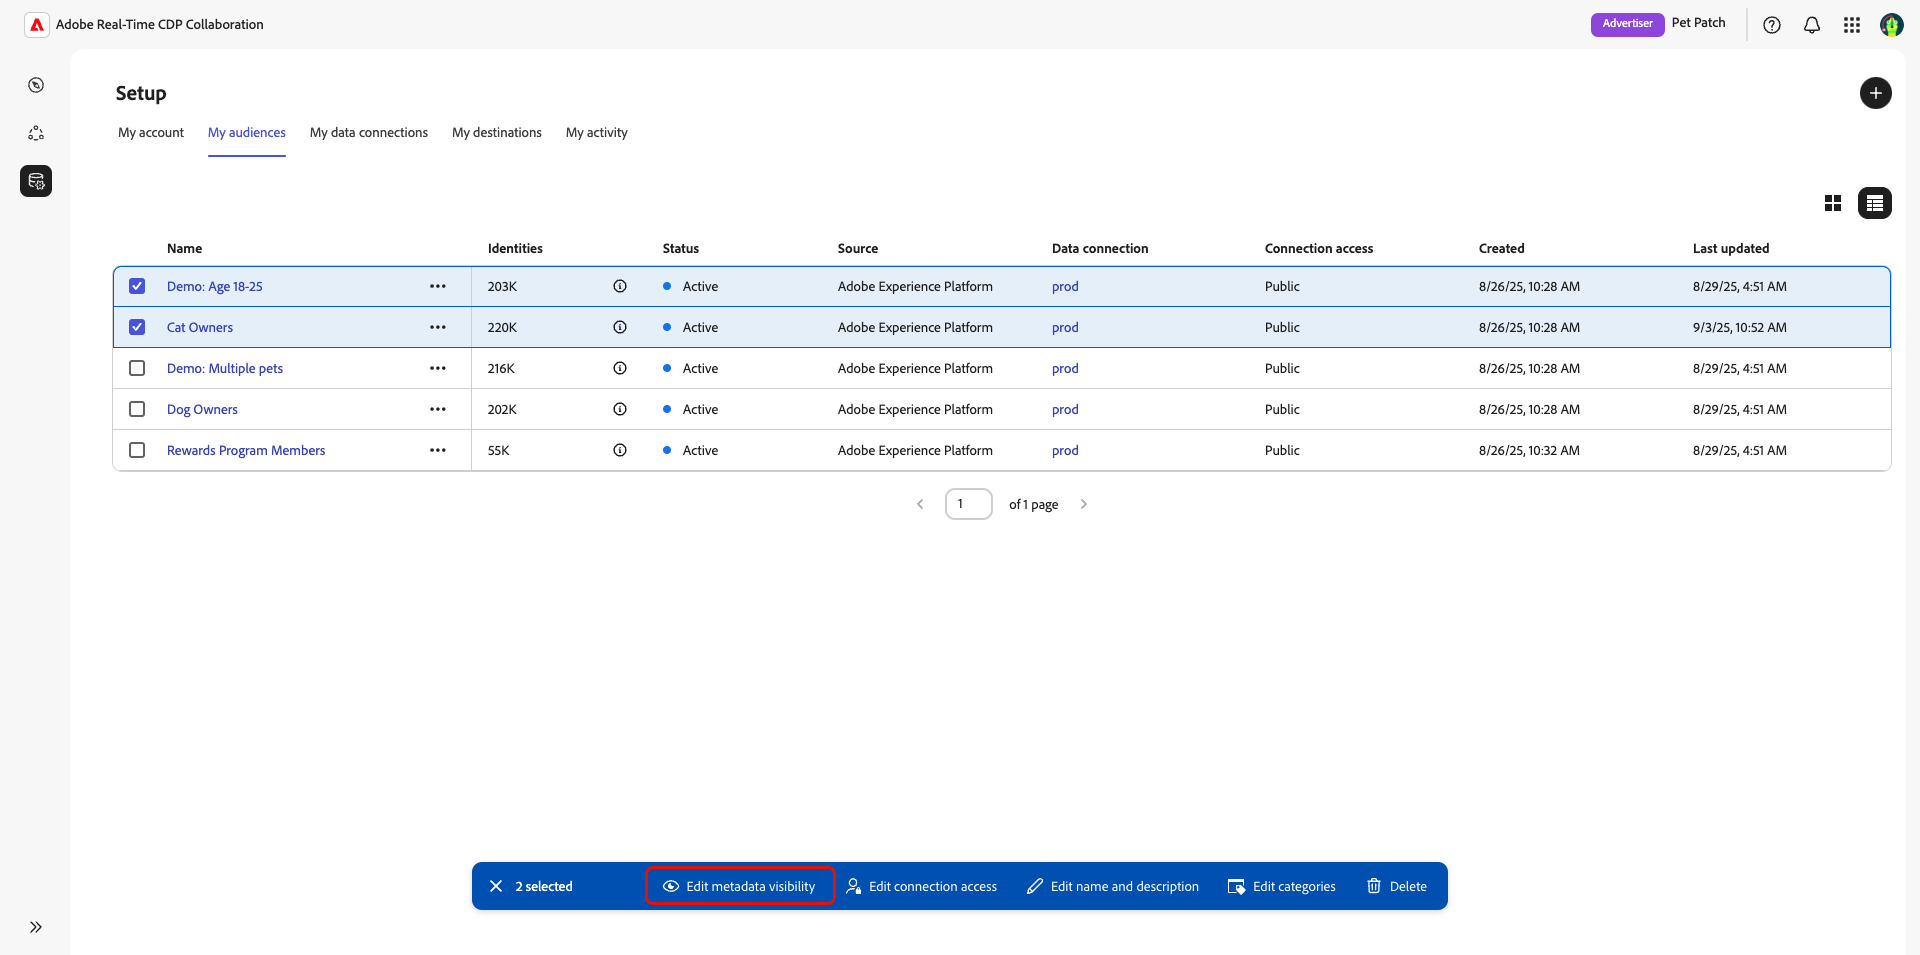 Adobe Real-Time CDP Collaboration
Advertiser Pet Patch
Setup
My account My audiences My data connections My destinations My activity
Name Identities Status Source Data connection Connection access Created Last updated
Demo: Age 18-25 203K Active Adobe Experience Platform prod Public 8/26/25, 10:28 AM 8/29/25, 4:51 AM
Cat Owners 220K Active Adobe Experience Platform prod Public 8/26/25, 10:28 AM 9/3/25, 10:52 AM
Demo: Multiple pets 216K Active Adobe Experience Platform prod Public 8/26/25, 10:28 AM 8/29/25, 4:51 AM
Dog Owners 202K Active Adobe Experience Platform prod Public 8/26/25, 10:28 AM 8/29/25, 4:51 AM
Rewards Program Members 55K Active Adobe Experience Platform prod Public 8/26/25, 10:32 AM 8/29/25, 4:51 AM
1 of 1 page
2 selected Edit metadata visibility Edit connection access Edit name and description Edit categories Delete